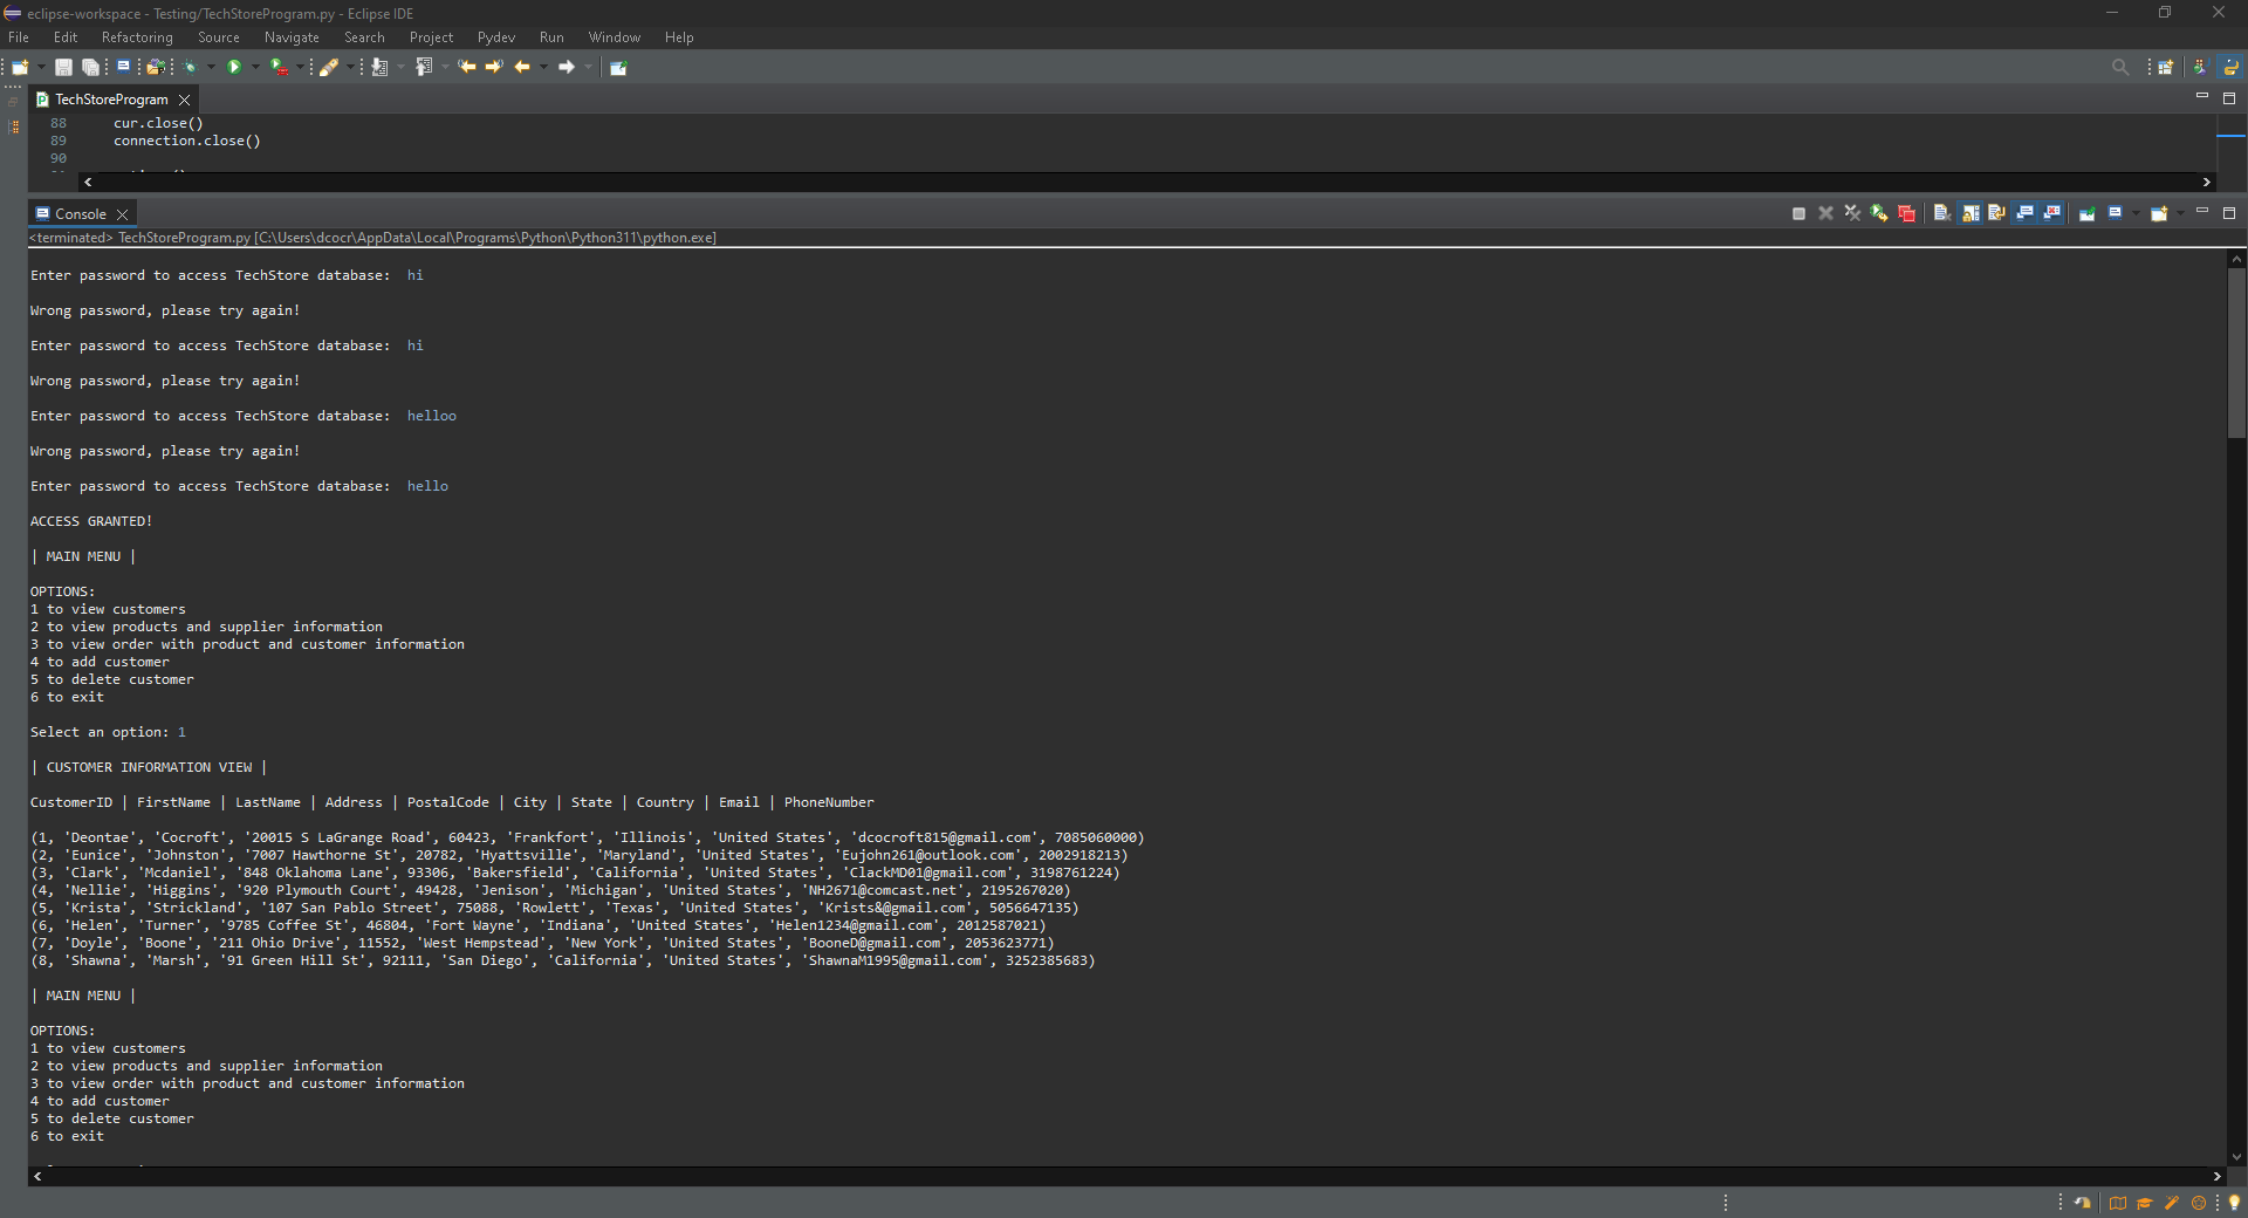 eclipse-workspace - Testing/TechStoreProgram.py - Eclipse IDE
File Edit Refactoring Source Navigate Search Project Pydev Run Window Help
TechStoreProgram
88 cur.close()
89 connection.close()
90
Console
<terminated> TechStoreProgram.py [C:\Users\dcocr\AppData\Local\Programs\Python\Python311\python.exe]
Enter password to access TechStore database: hi
Wrong password, please try again!
Enter password to access TechStore database: hi
Wrong password, please try again!
Enter password to access TechStore database: helloo
Wrong password, please try again!
Enter password to access TechStore database: hello
ACCESS GRANTED!
| MAIN MENU |
OPTIONS:
1 to view customers
2 to view products and supplier information
3 to view order with product and customer information
4 to add customer
5 to delete customer
6 to exit
Select an option: 1
| CUSTOMER INFORMATION VIEW |
CustomerID | FirstName | LastName | Address | PostalCode | City | State | Country | Email | PhoneNumber
(1, 'Deontae', 'Cocroft', '20015 S LaGrange Road', 60423, 'Frankfort', 'Illinois', 'United States', 'dcocroft815@gmail.com', 7085060000)
(2, 'Eunice', 'Johnston', '7007 Hawthorne St', 20782, 'Hyattsville', 'Maryland', 'United States', 'Eujohn261@outlook.com', 2002918213)
(3, 'Clark', 'Mcdaniel', '848 Oklahoma Lane', 93306, 'Bakersfield', 'California', 'United States', 'ClackMD01@gmail.com', 3198761224)
(4, 'Nellie', 'Higgins', '920 Plymouth Court', 49428, 'Jenison', 'Michigan', 'United States', 'NH2671@comcast.net', 2195267020)
(5, 'Krista', 'Strickland', '107 San Pablo Street', 75088, 'Rowlett', 'Texas', 'United States', 'Krists&@gmail.com', 5056647135)
(6, 'Helen', 'Turner', '9785 Coffee St', 46804, 'Fort Wayne', 'Indiana', 'United States', 'Helen1234@gmail.com', 2012587021)
(7, 'Doyle', 'Boone', '211 Ohio Drive', 11552, 'West Hempstead', 'New York', 'United States', 'BooneD@gmail.com', 2053623771)
(8, 'Shawna', 'Marsh', '91 Green Hill St', 92111, 'San Diego', 'California', 'United States', 'ShawnaM1995@gmail.com', 3252385683)
| MAIN MENU |
OPTIONS:
1 to view customers
2 to view products and supplier information
3 to view order with product and customer information
4 to add customer
5 to delete customer
6 to exit